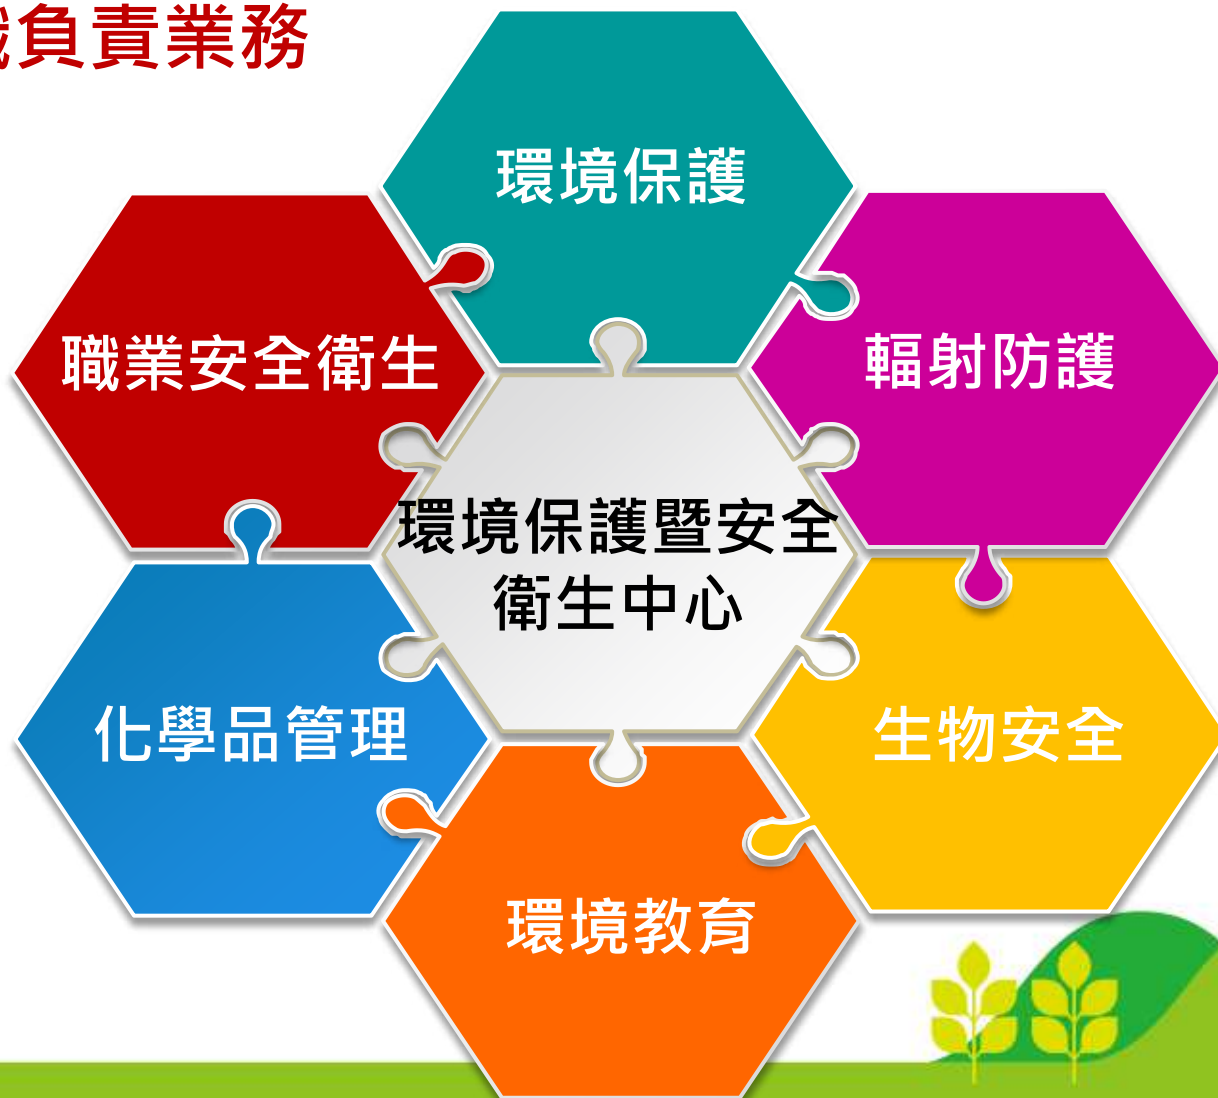 負責業務
環境保護
職業安全衛生
輻射防護
環境保護暨安全
衛生中心
化學品管理
生物安全
環境教育